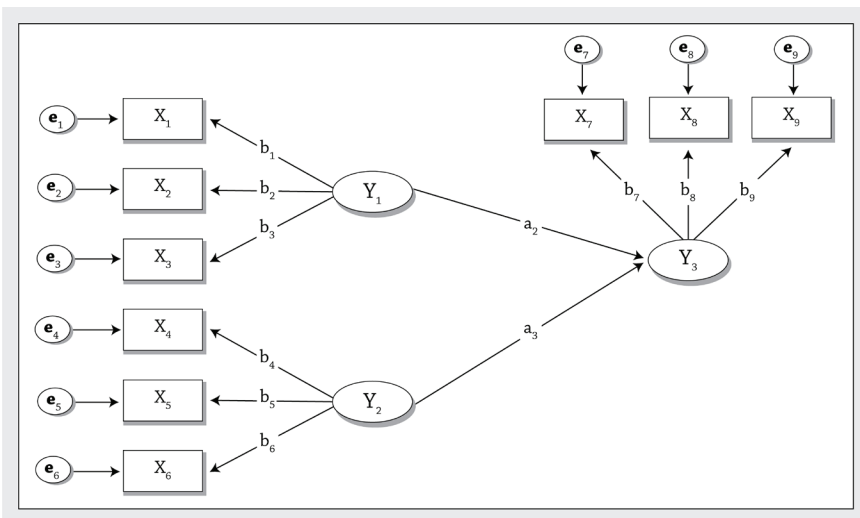 e₇ e₈ e₉
X₇ X₈ X₉
b₇ b₈ b₉
e₁ X₁ b₁
e₂ X₂ b₂ Y₁
e₃ X₃ b₃
a₂
Y₃
e₄ X₄ b₄
a₃
e₅ X₅ b₅ Y₂
e₆ X₆ b₆